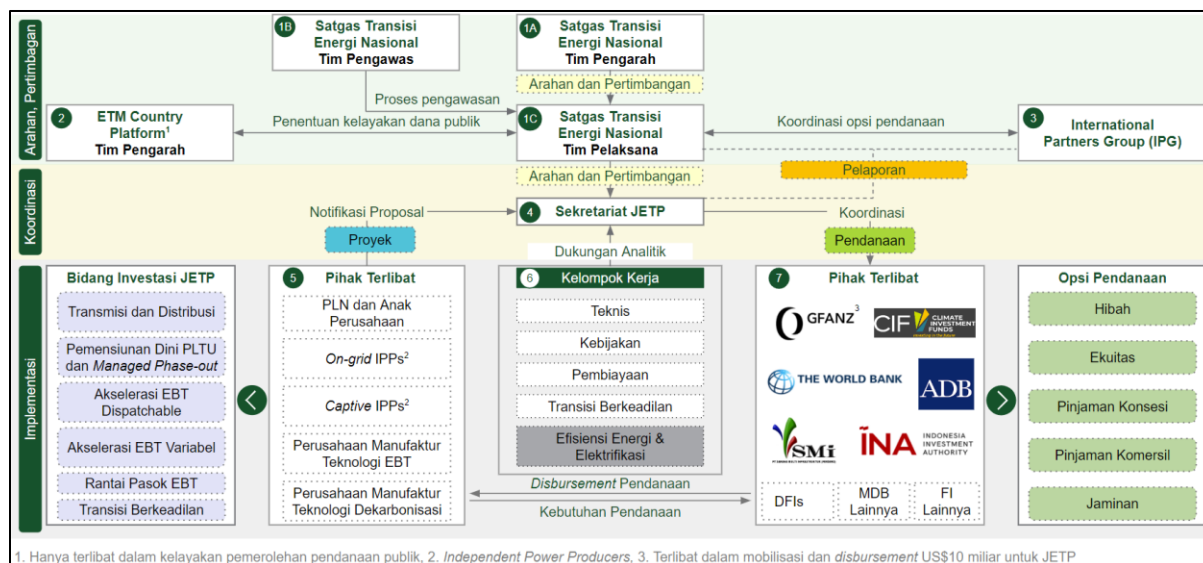 Arahan, Pertimbagan
1B
Satgas Transisi
Energi Nasional
Tim Pengawas
1A
Satgas Transisi
Energi Nasional
Tim Pengarah
Arahan dan Pertimbangan
Proses pengawasan
2
ETM Country
Platform¹
Tim Pengarah
Penentuan kelayakan dana publik
1C
Satgas Transisi
Energi Nasional
Tim Pelaksana
Koordinasi opsi pendanaan
3
International
Partners Group (IPG)
Koordinasi
Arahan dan Pertimbangan
Pelaporan
Notifikasi Proposal
4
Sekretariat JETP
Koordinasi
Proyek
Dukungan Analitik
Pendanaan
Implementasi
Bidang Investasi JETP
Transmisi dan Distribusi
Pemensiunan Dini PLTU
dan Managed Phase-out
Akselerasi EBT
Dispatchable
Akselerasi EBT Variabel
Rantai Pasok EBT
Transisi Berkeadilan
5
Pihak Terlibat
PLN dan Anak
Perusahaan
On-grid IPPs²
Captive IPPs²
Perusahaan Manufaktur
Teknologi EBT
Perusahaan Manufaktur
Teknologi Dekarbonisasi
6
Kelompok Kerja
Teknis
Kebijakan
Pembiayaan
Transisi Berkeadilan
Efisiensi Energi &
Elektrifikasi
Disbursement Pendanaan
Kebutuhan Pendanaan
7
Pihak Terlibat
GFANZ³
CIF
CLIMATE
INVESTMENT
FUNDS
THE WORLD BANK
ADB
SMi
INA
INDONESIA
INVESTMENT
AUTHORITY
DFIs
MDB
Lainnya
FI
Lainnya
Opsi Pendanaan
Hibah
Ekuitas
Pinjaman Konsesi
Pinjaman Komersil
Jaminan
1. Hanya terlibat dalam kelayakan pemerolehan pendanaan publik, 2. Independent Power Producers, 3. Terlibat dalam mobilisasi dan disbursement US$10 miliar untuk JETP